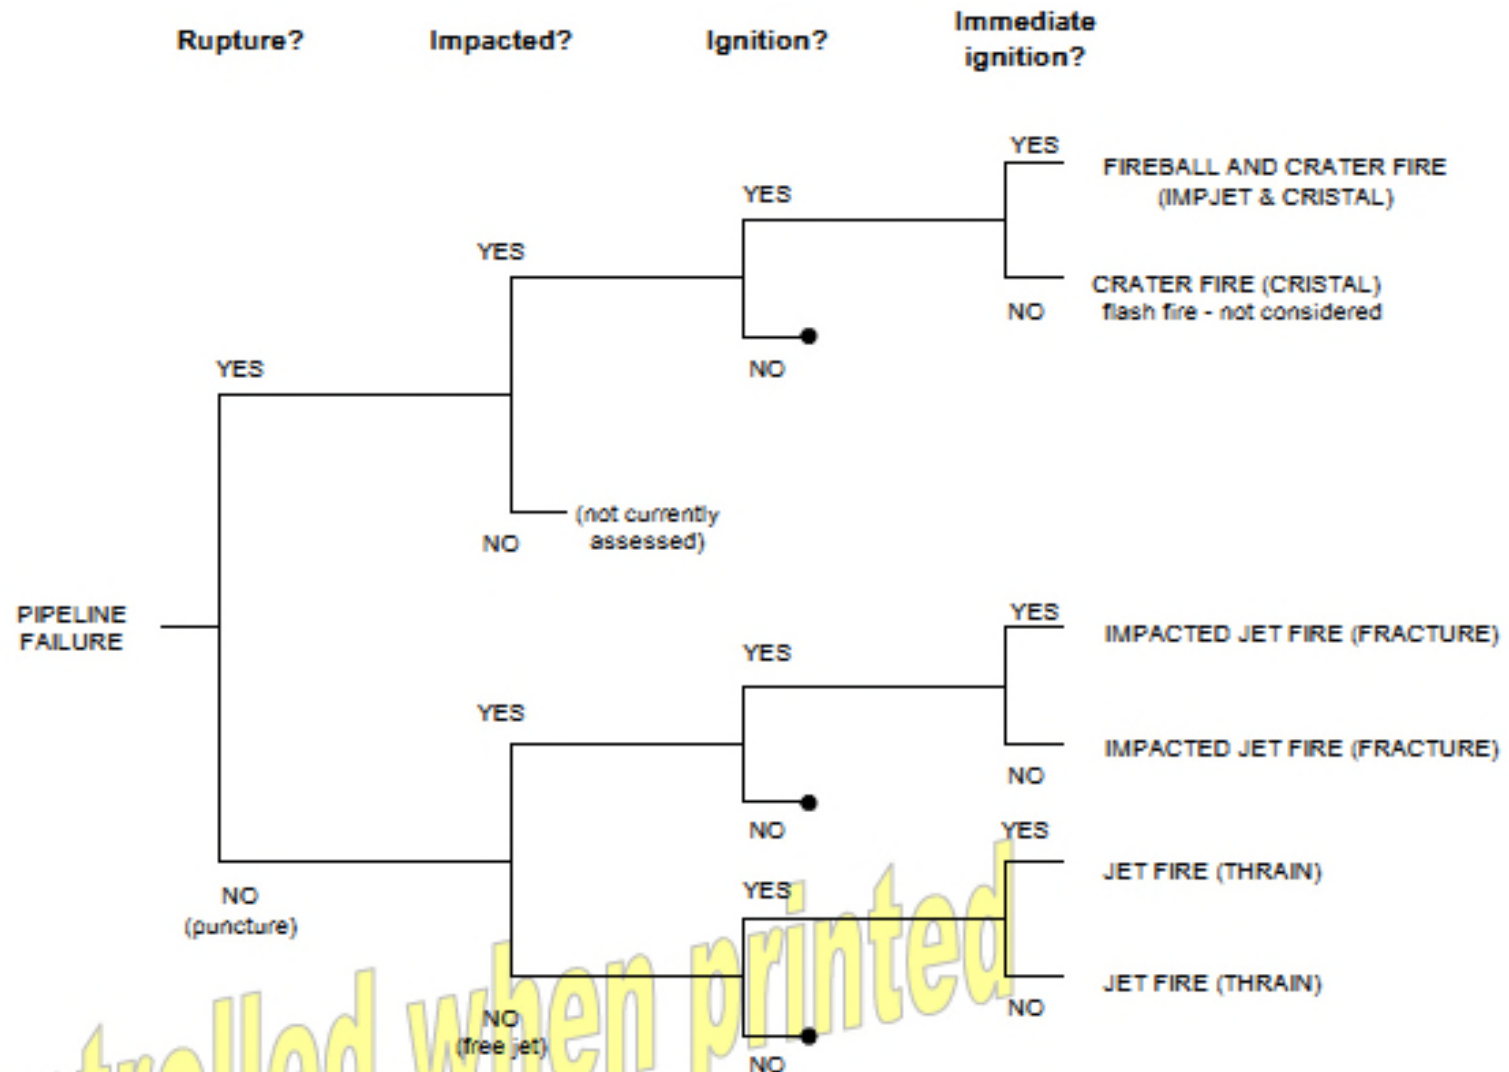 Rupture?
Impacted?
Ignition?
Immediate
ignition?
YES
FIREBALL AND CRATER FIRE
(IMPJET & CRISTAL)
YES
YES
CRATER FIRE (CRISTAL)
NO
flash fire - not considered
NO
YES
(not currently
assessed)
NO
PIPELINE
FAILURE
YES
IMPACTED JET FIRE (FRACTURE)
YES
YES
IMPACTED JET FIRE (FRACTURE)
NO
NO
YES
JET FIRE (THRAIN)
YES
NO
(puncture)
JET FIRE (THRAIN)
NO
NO
(free jet)
NO
trolled when printed